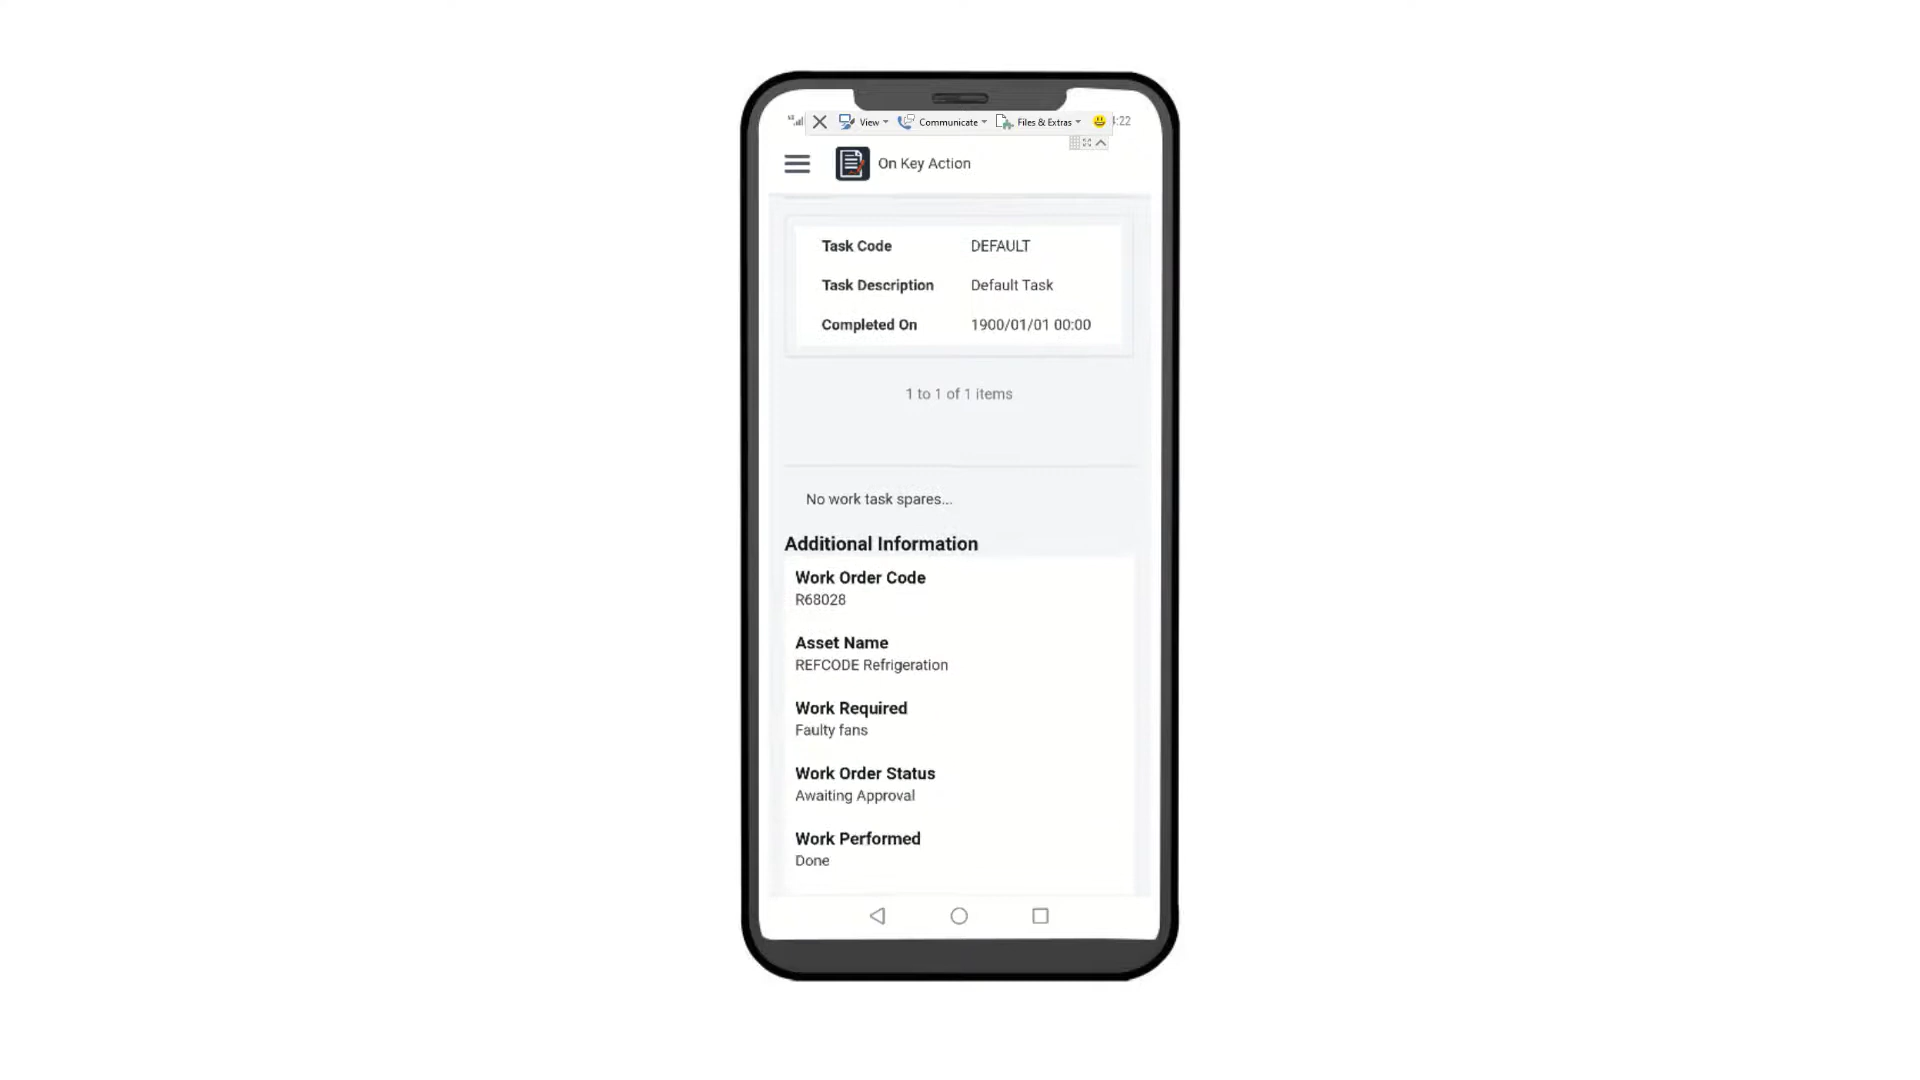 View Communicate Files & Extras :22
On Key Action
Task Code DEFAULT
Task Description Default Task
Completed On 1900/01/01 00:00
1 to 1 of 1 items
No work task spares...
Additional Information
Work Order Code
R68028
Asset Name
REFCODE Refrigeration
Work Required
Faulty fans
Work Order Status
Awaiting Approval
Work Performed
Done